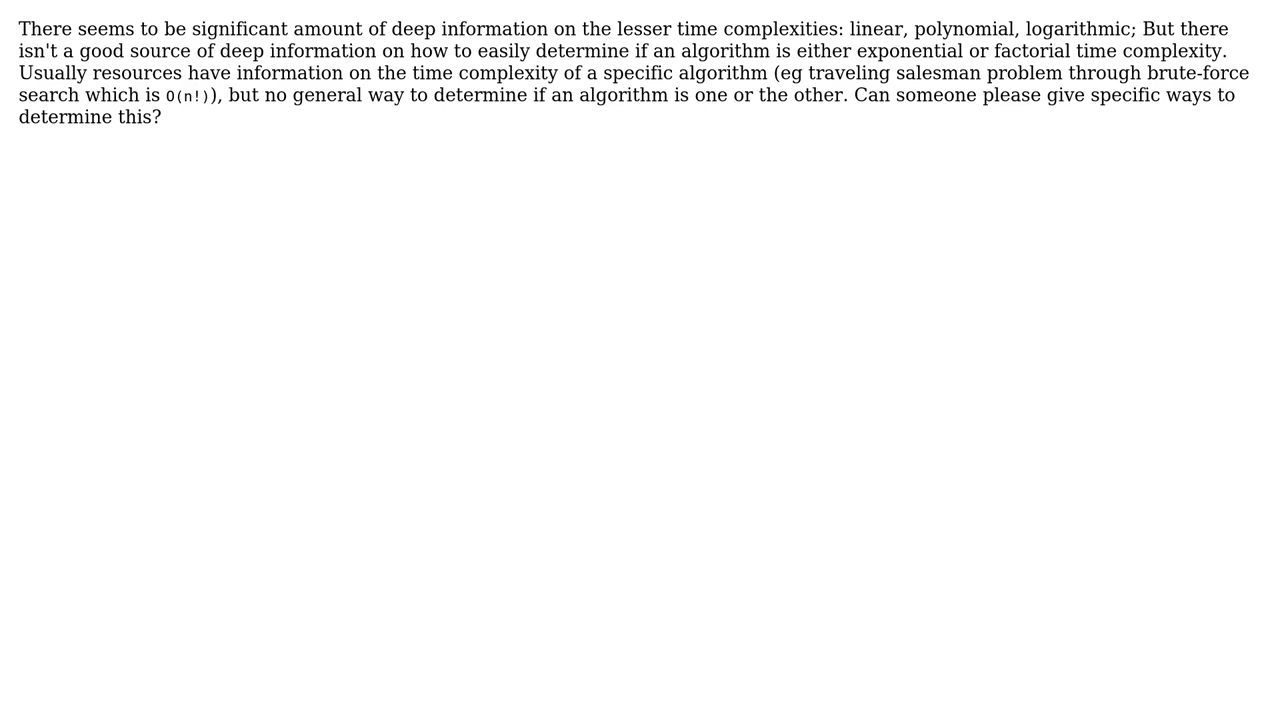 There seems to be significant amount of deep information on the lesser time complexities: linear, polynomial, logarithmic; But there
isn't a good source of deep information on how to easily determine if an algorithm is either exponential or factorial time complexity.
Usually resources have information on the time complexity of a specific algorithm (eg traveling salesman problem through brute-force
search which is O(n!)), but no general way to determine if an algorithm is one or the other. Can someone please give specific ways to
determine this?